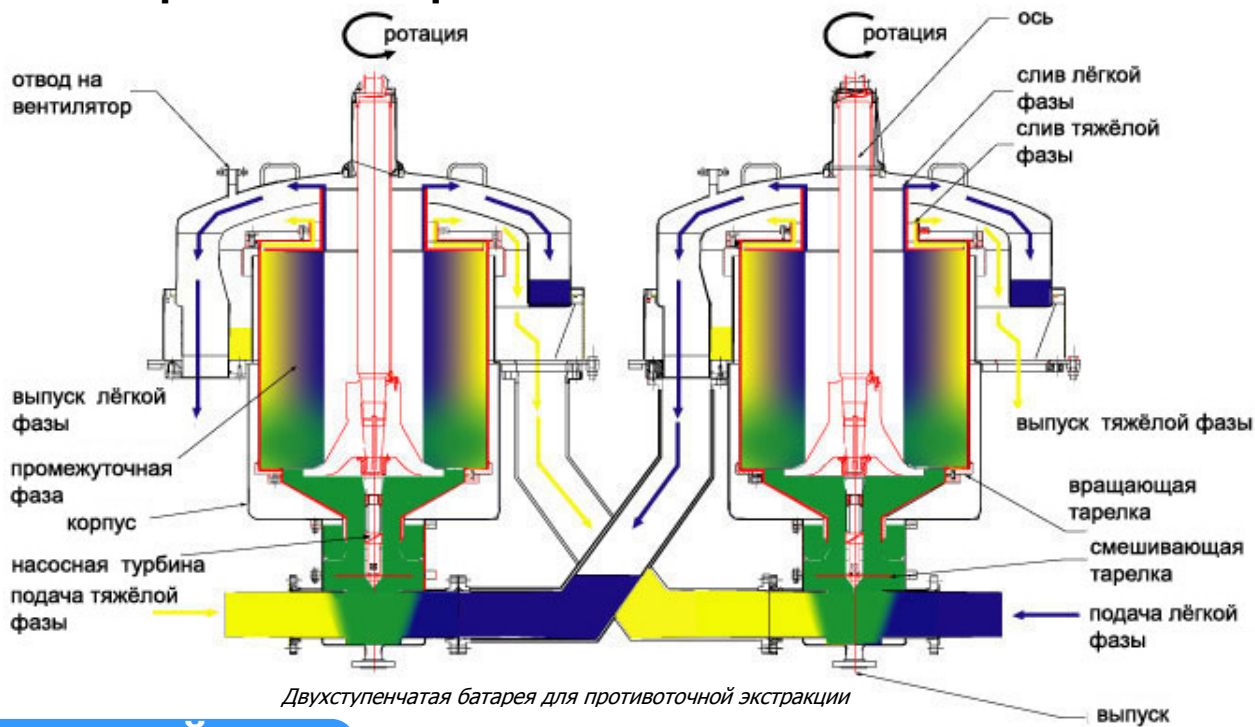 ротация
ротация
ось
отвод на
вентилятор
слив лёгкой
фазы
слив тяжёлой
фазы
выпуск лёгкой
фазы
промежуточная
фаза
корпус
насосная турбина
подача тяжёлой
фазы
выпуск тяжёлой фазы
вращающая
тарелка
смешивающая
тарелка
подача лёгкой
фазы
Двухступенчатая батарея для противоточной экстракции
выпуск